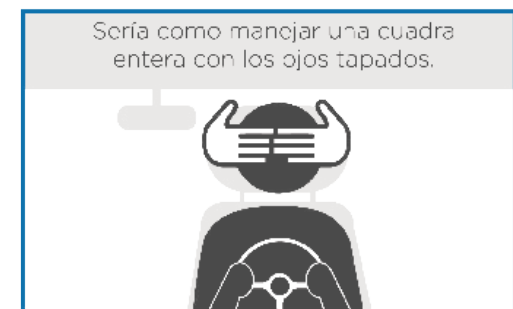 Sería como manejar una cuadra
entera con los ojos tapados.